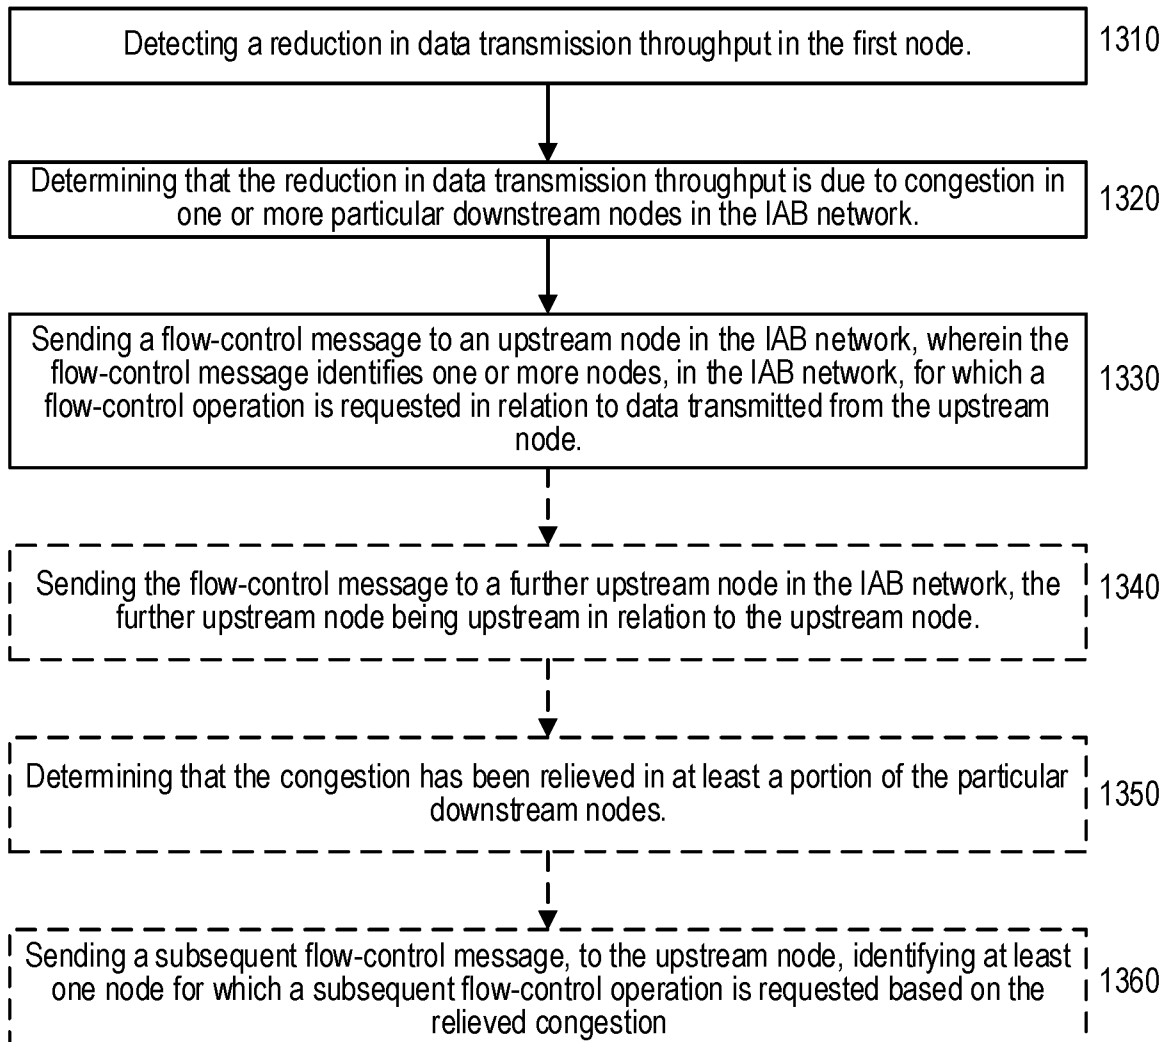 Detecting a reduction in data transmission throughput in the first node.
1310
Determining that the reduction in data transmission throughput is due to congestion in
one or more particular downstream nodes in the IAB network.
1320
Sending a flow-control message to an upstream node in the IAB network, wherein the
flow-control message identifies one or more nodes, in the IAB network, for which a
flow-control operation is requested in relation to data transmitted from the upstream
node.
1330
Sending the flow-control message to a further upstream node in the IAB network, the
further upstream node being upstream in relation to the upstream node.
1340
Determining that the congestion has been relieved in at least a portion of the particular
downstream nodes.
1350
Sending a subsequent flow-control message, to the upstream node, identifying at least
one node for which a subsequent flow-control operation is requested based on the
relieved congestion
1360